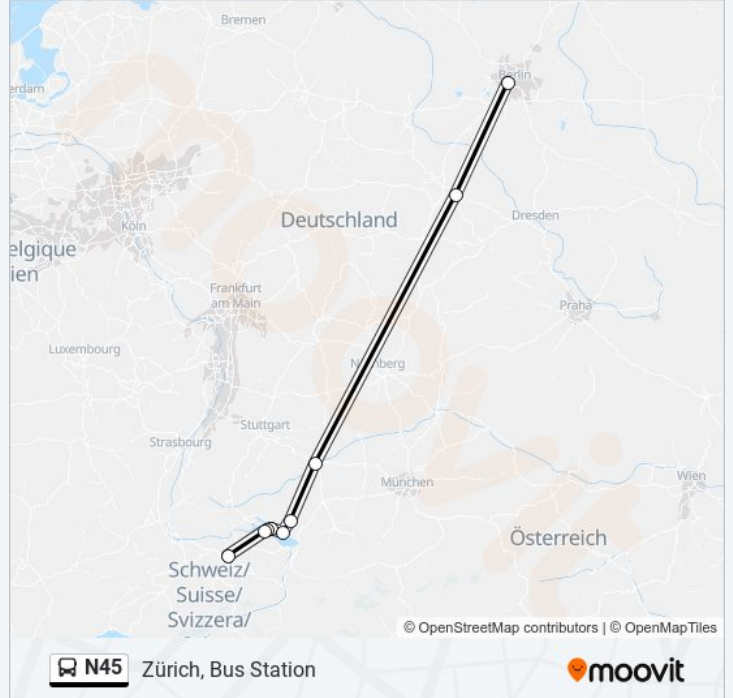 Bremen
Berlin
erdam
Dresden
Deutschland
Köln
elgique
ien
Frankfurt
am Main
Praha
Luxembourg
Stuttgart
Strasbourg
München
Wien
Österreich
Schweiz/
Suisse/
Svizzera/
© OpenStreetMap contributors | © OpenMapTiles
N45 Zürich, Bus Station
moovit
moovit